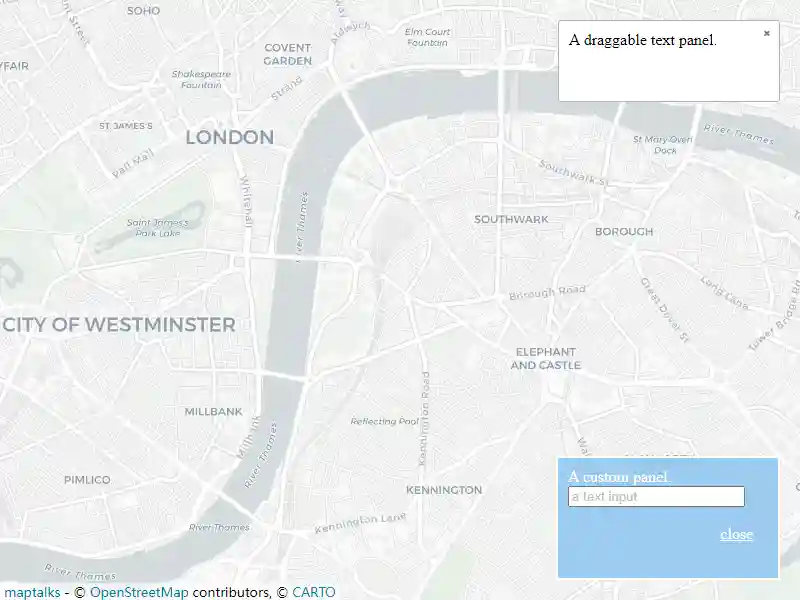 SOHO
Elm Court
Fountain
Aldwych
COVENT
GARDEN
Shakespeare
Fountain
Strand
A draggable text panel.
×
ST JAMES'S
LONDON
Pall Mall
River Thames
St Mary Overi
Dock
Southwark St
Whitehall
Saint James's
Park Lake
River Thames
SOUTHWARK
BOROUGH
Borough Road
Long Lane
Great Dover St
Tower Bridge Rd
CITY OF WESTMINSTER
ELEPHANT
AND CASTLE
MILLBANK
Reflecting Pool
Kennington Road
Millbank
River Thames
PIMLICO
KENNINGTON
Kennington Lane
River Thames
River Thames
A custom panel
a text input
close
maptalks - © OpenStreetMap contributors, © CARTO